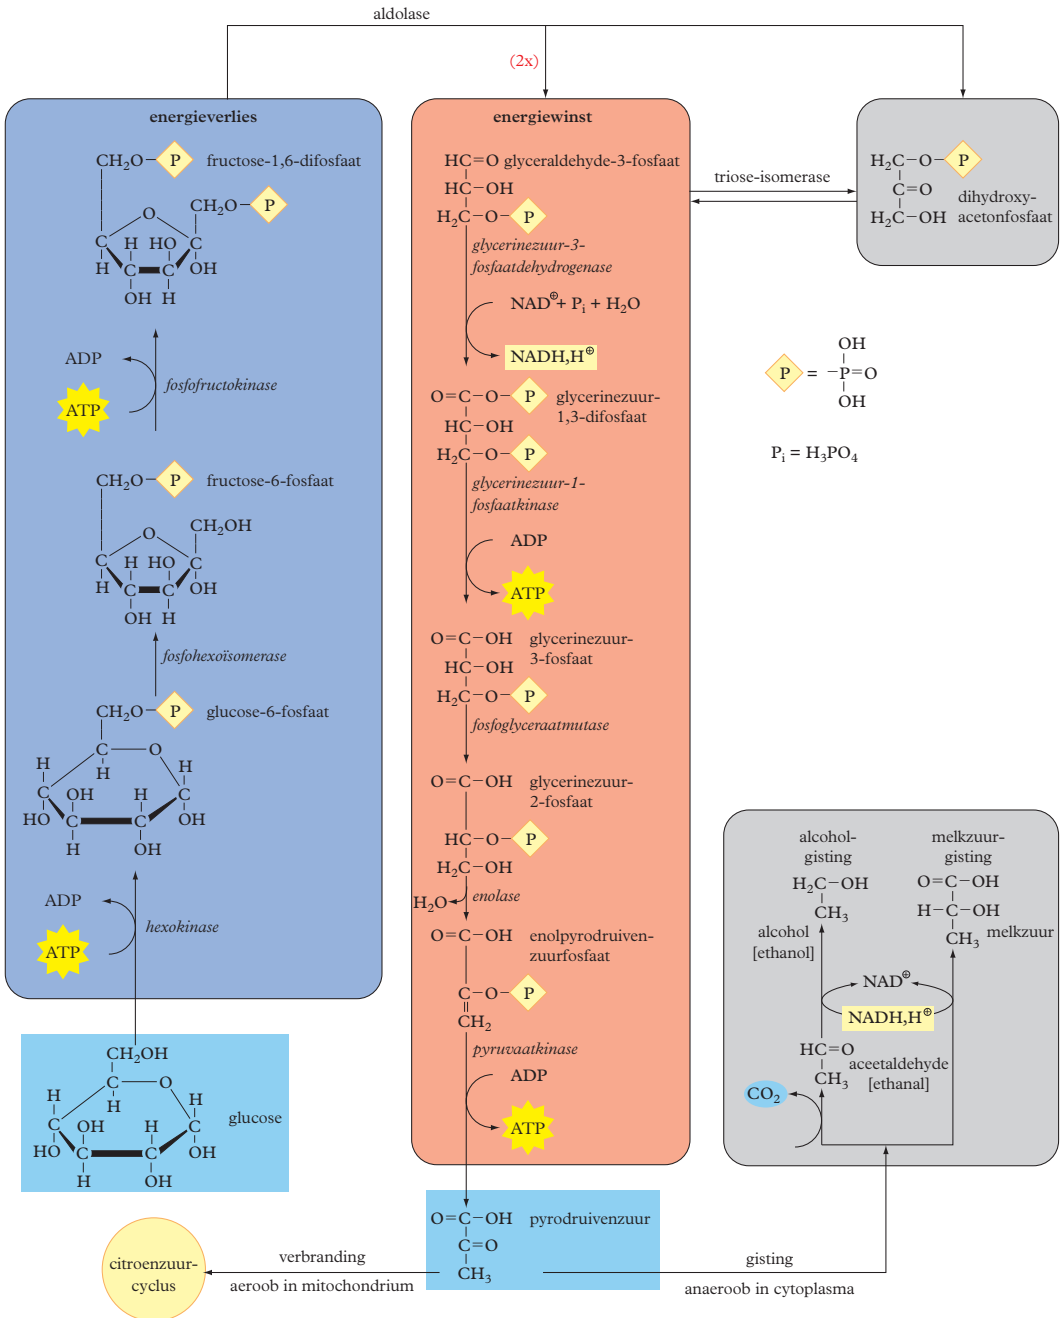 aldolase
(2x)
energieverlies
CH₂O–P fructose-1,6-difosfaat
O CH₂O–P
C H HO C
H C C OH
OH H
ADP
ATP
fosfofructokinase
CH₂O–P fructose-6-fosfaat
O CH₂OH
C H HO C
H C C OH
OH H
fosfohexoïsomerase
CH₂O–P glucose-6-fosfaat
C O
H H H
C OH H C
HO C C OH
H OH
ADP
ATP
hexokinase
CH₂OH
C O
H H H
C OH H C
HO C C OH
H OH
glucose
energiewinst
HC=O glyceraldehyde-3-fosfaat
HC–OH
H₂C–O–P
glycerinezuur-3-
fosfaatdehydrogenase
NAD⊕+ Pᵢ + H₂O
NADH,H⊕
O=C–O–P glycerinezuur-
1,3-difosfaat
HC–OH
H₂C–O–P
glycerinezuur-1-
fosfaatkinase
ADP
ATP
O=C–OH glycerinezuur-
3-fosfaat
HC–OH
H₂C–O–P
fosfoglyceraatmutase
O=C–OH glycerinezuur-
2-fosfaat
HC–O–P
H₂C–OH
H₂O
enolase
O=C–OH enolpyrodruiven-
zuurfosfaat
C–O–P
CH₂
pyruvaatkinase
ADP
ATP
O=C–OH pyrodruivenzuur
C=O
CH₃
triose-isomerase
H₂C–O–P
C=O
H₂C–OH
dihydroxy-
acetonfosfaat
OH
P = –P=O
OH
Pᵢ = H₃PO₄
alcohol-
gisting
H₂C–OH
CH₃
alcohol
[ethanol]
melkzuur-
gisting
O=C–OH
H–C–OH
CH₃ melkzuur
NAD⊕
NADH,H⊕
HC=O
CH₃
aceetaldehyde
[ethanal]
CO₂
verbranding
aeroob in mitochondrium
citroenzuur-
cyclus
gisting
anaeroob in cytoplasma